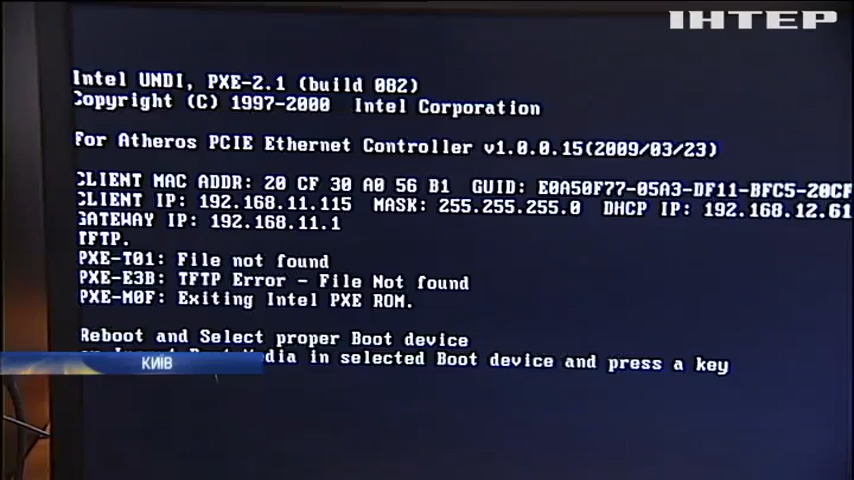 ІНТЕР
Intel UNDI, PXE-2.1 (build 082)
Copyright (C) 1997-2000 Intel Corporation
For Atheros PCIE Ethernet Controller v1.0.0.15(2009/03/23)
CLIENT MAC ADDR: 20 CF 30 A0 56 B1 GUID: E0A50F77-05A3-DF11-BFC5-20CF
CLIENT IP: 192.168.11.115 MASK: 255.255.255.0 DHCP IP: 192.168.12.61
GATEWAY IP: 192.168.11.1
TFTP.
PXE-T01: File not found
PXE-E3B: TFTP Error - File Not found
PXE-M0F: Exiting Intel PXE ROM.
Reboot and Select proper Boot device
in selected Boot device and press a key
КИЇВ